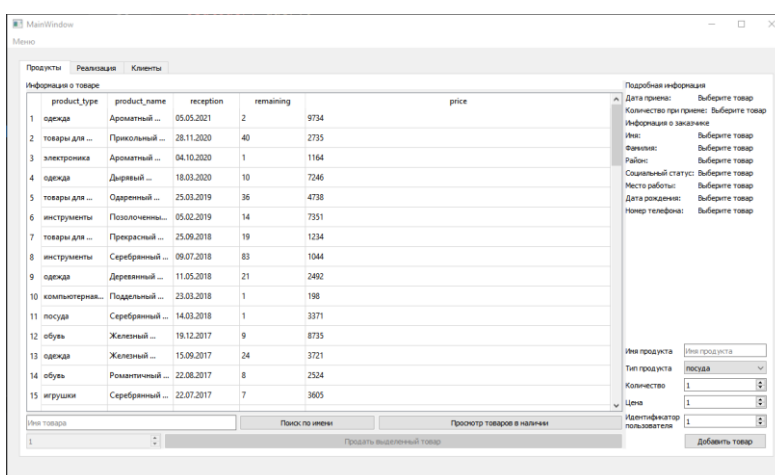 MainWindow
Меню
Продукты Реализация Клиенты
Информация о товаре
product_type product_name reception remaining price
1 одежда Ароматный ... 05.05.2021 2 9734
2 товары для ... Прикольный ... 28.11.2020 40 2735
3 электроника Ароматный ... 04.10.2020 1 1164
4 одежда Дырявый ... 18.03.2020 10 7246
5 товары для ... Одаренный ... 25.03.2019 36 4738
6 инструменты Позолоченны... 05.02.2019 14 7351
7 товары для ... Прекрасный ... 25.09.2018 19 1234
8 инструменты Серебрянный ... 09.07.2018 83 1044
9 одежда Деревянный ... 11.05.2018 21 2492
10 компьютерная... Поддельный ... 23.03.2018 1 198
11 посуда Серебрянный ... 14.03.2018 1 3371
12 обувь Железный ... 19.12.2017 9 8735
13 одежда Железный ... 15.09.2017 24 3721
14 обувь Романтичный ... 22.08.2017 8 2524
15 игрушки Серебрянный ... 22.07.2017 7 3605
Имя товара Поиск по имени Просмотр товаров в наличии
1 Продать выделенный товар
Подробная информация
Дата приема: Выберите товар
Количество при приеме: Выберите товар
Информация о заказчике
Имя: Выберите товар
Фамилия: Выберите товар
Район: Выберите товар
Социальный статус: Выберите товар
Место работы: Выберите товар
Дата рождения: Выберите товар
Номер телефона: Выберите товар
Имя продукта Имя продукта
Тип продукта посуда
Количество 1
Цена 1
Идентификатор
пользователя 1
Добавить товар